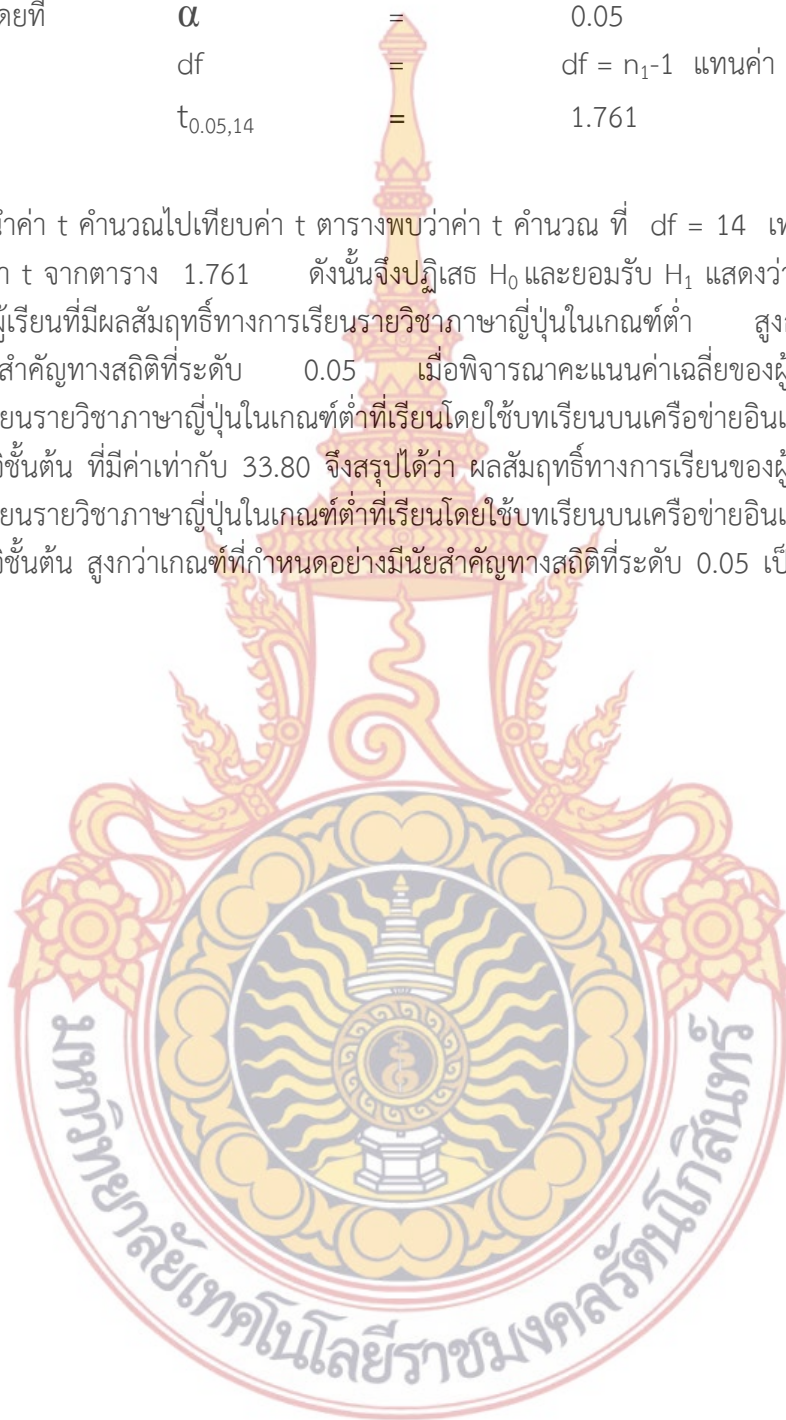 ดยที่ α = 0.05
df = df = n₁-1 แทนค่า
t₀.₀₅,₁₄ = 1.761
นำค่า t คำนวณไปเทียบค่า t ตารางพบว่าค่า t คำนวณ ที่ df = 14 เท
า t จากตาราง 1.761 ดังนั้นจึงปฏิเสธ H₀ และยอมรับ H₁ แสดงว่า
ผู้เรียนที่มีผลสัมฤทธิ์ทางการเรียนรายวิชาภาษาญี่ปุ่นในเกณฑ์ต่ำ สูงก
สำคัญทางสถิติที่ระดับ 0.05 เมื่อพิจารณาคะแนนค่าเฉลี่ยของผู้
ยนรายวิชาภาษาญี่ปุ่นในเกณฑ์ต่ำที่เรียนโดยใช้บทเรียนบนเครือข่ายอินเ
ชั้นต้น ที่มีค่าเท่ากับ 33.80 จึงสรุปได้ว่า ผลสัมฤทธิ์ทางการเรียนของผู้
ยนรายวิชาภาษาญี่ปุ่นในเกณฑ์ต่ำที่เรียนโดยใช้บทเรียนบนเครือข่ายอินเ
ชั้นต้น สูงกว่าเกณฑ์ที่กำหนดอย่างมีนัยสำคัญทางสถิติที่ระดับ 0.05 เป็
มหาวิทยาลัยเทคโนโลยีราชมงคลรัตนโกสินทร์